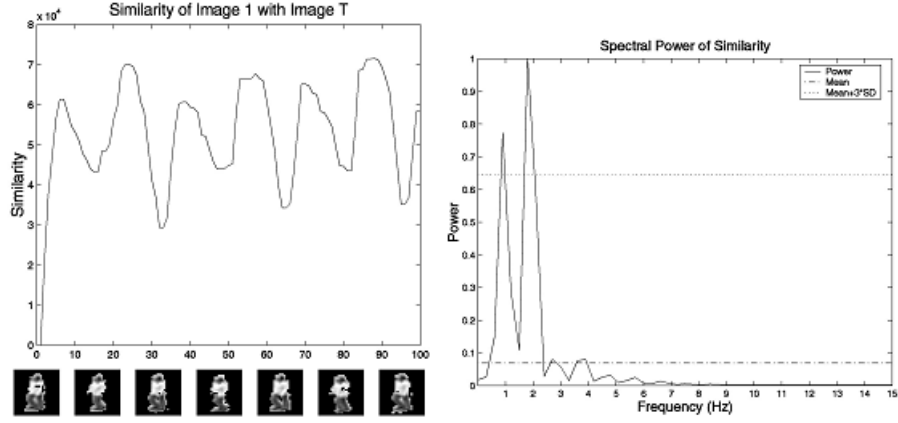 Similarity of Image 1 with Image T
8 x 10⁴
7
6
5
4
3
2
1
0
Similarity
0 10 20 30 40 50 60 70 80 90 100
Spectral Power of Similarity
Power
Mean
Mean+3*SD
1
0.9
0.8
0.7
0.6
0.5
0.4
0.3
0.2
0.1
0
Power
1 2 3 4 5 6 7 8 9 10 11 12 13 14 15
Frequency (Hz)